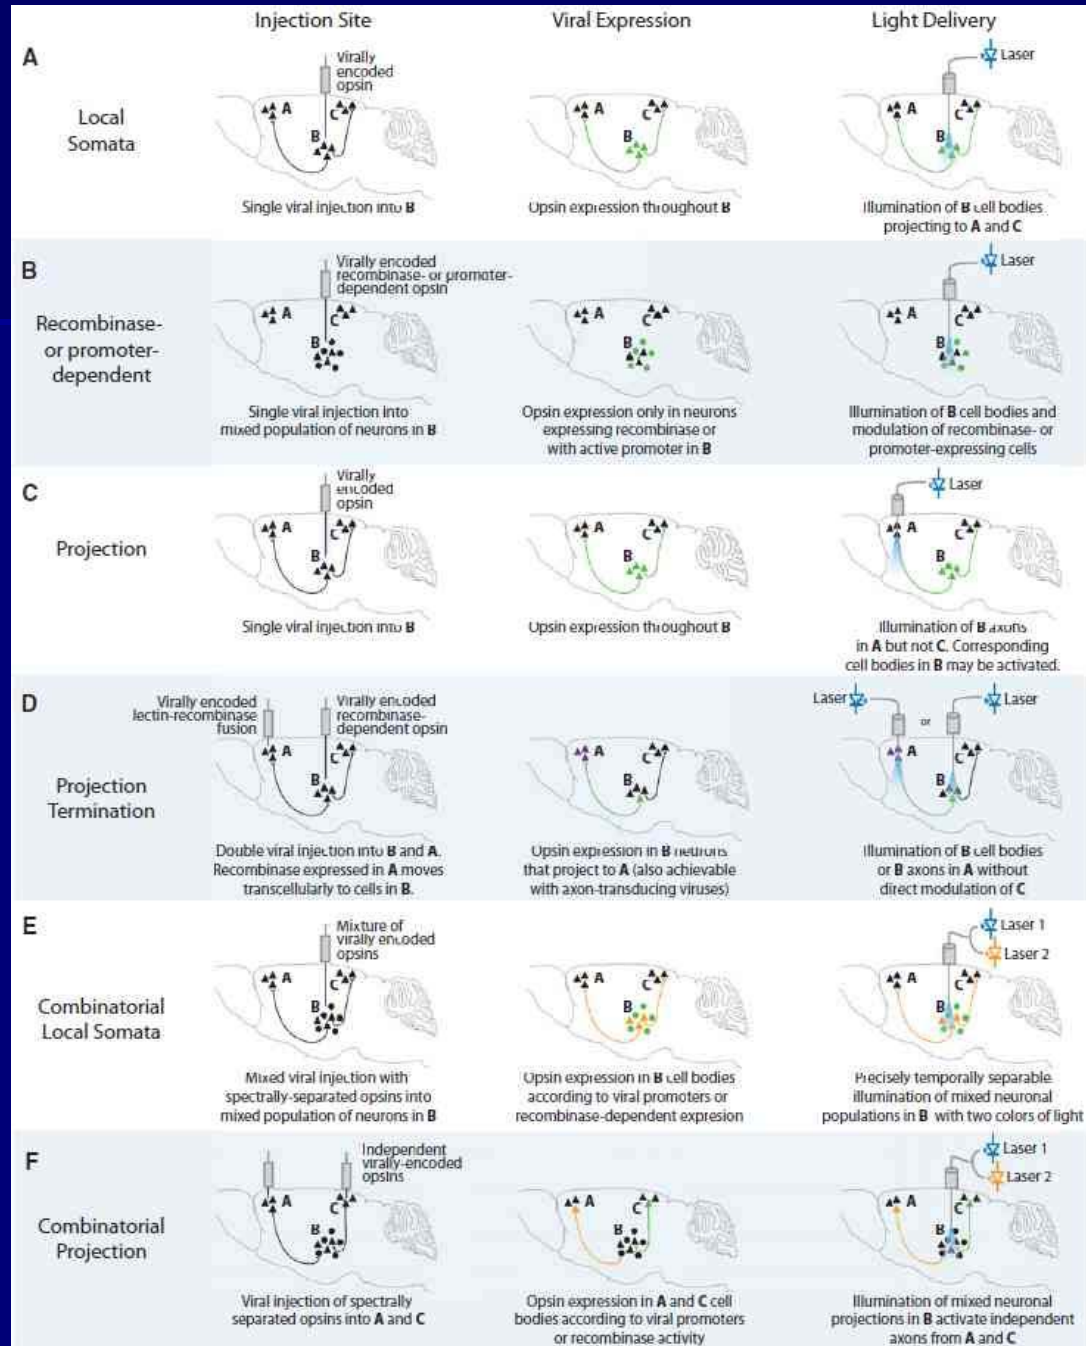 Injection Site
Viral Expression
Light Delivery
A
Local
Somata
Virally
encoded
opsin
A
B
C
Single viral injection into B
A
B
C
Opsin expression throughout B
Laser
A
B
C
Illumination of B cell bodies
projecting to A and C
B
Recombinase-
or promoter-
dependent
Virally encoded
recombinase- or promoter-
dependent opsin
A
B
C
Single viral injection into
mixed population of neurons in B
A
B
C
Opsin expression only in neurons
expressing recombinase or
with active promoter in B
Laser
A
B
C
Illumination of B cell bodies and
modulation of recombinase- or
promoter-expressing cells
C
Projection
Virally
encoded
opsin
A
B
C
Single viral injection into B
A
B
C
Opsin expression throughout B
Laser
A
B
C
Illumination of B axons
in A but not C. Corresponding
cell bodies in B may be activated.
D
Projection
Termination
Virally encoded
lectin-recombinase
fusion
Virally encoded
recombinase-
dependent opsin
A
B
C
Double viral injection into B and A.
Recombinase expressed in A moves
transcellularly to cells in B.
A
B
C
Opsin expression in B neurons
that project to A (also achievable
with axon-transducing viruses)
Laser
or
Laser
A
B
C
Illumination of B cell bodies
or B axons in A without
direct modulation of C
E
Combinatorial
Local Somata
Mixture of
virally encoded
opsins
A
B
C
Mixed viral injection with
spectrally-separated opsins into
mixed population of neurons in B
A
B
C
Opsin expression in B cell bodies
according to viral promoters or
recombinase-dependent expresion
Laser 1
Laser 2
A
B
C
Precisely temporally separable
illumination of mixed neuronal
populations in B with two colors of light
F
Combinatorial
Projection
Independent
virally-encoded
opsins
A
B
C
Viral injection of spectrally
separated opsins into A and C
A
B
C
Opsin expression in A and C cell
bodies according to viral promoters
or recombinase activity
Laser 1
Laser 2
A
B
C
Illumination of mixed neuronal
projections in B activate independent
axons from A and C